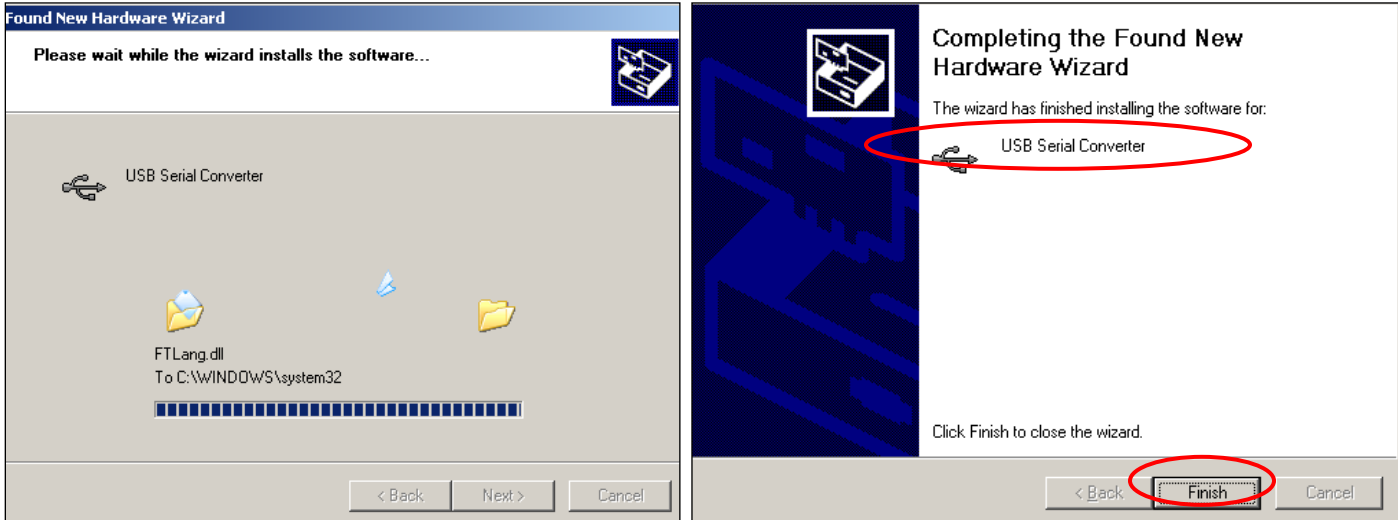 Found New Hardware Wizard
Please wait while the wizard installs the software...
USB Serial Converter
FTLang.dll
To C:\WINDOWS\system32
< Back
Next >
Cancel
Completing the Found New
Hardware Wizard
The wizard has finished installing the software for:
USB Serial Converter
Click Finish to close the wizard.
< Back
Finish
Cancel